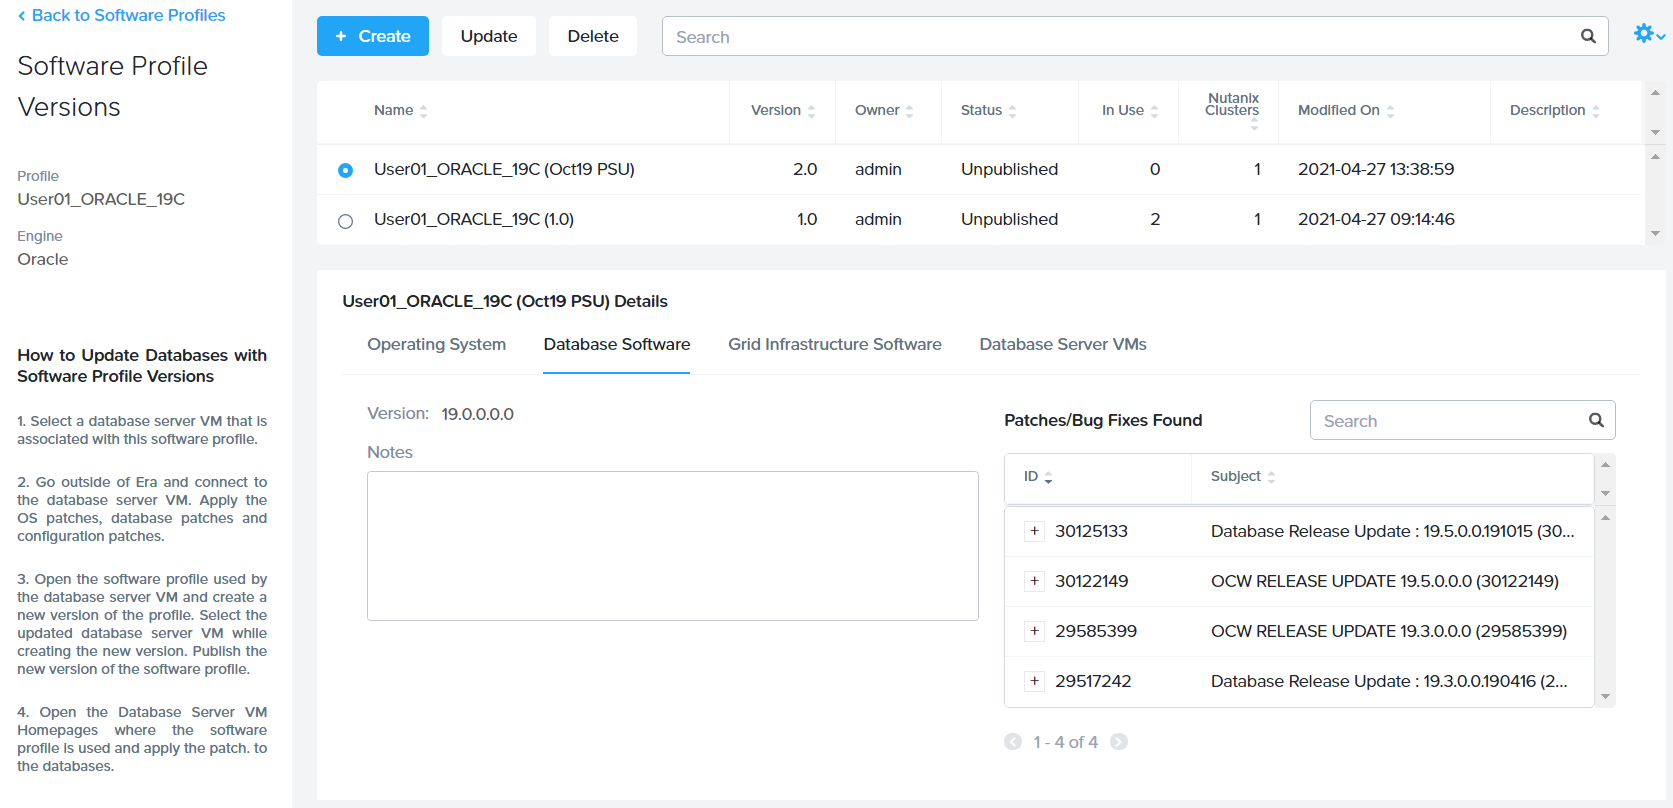 Back to Software Profiles
Software Profile
Versions
Profile
User01_ORACLE_19C
Engine
Oracle
How to Update Databases with
Software Profile Versions
1. Select a database server VM that is
associated with this software profile.
2. Go outside of Era and connect to
the database server VM. Apply the
OS patches, database patches and
configuration patches.
3. Open the software profile used by
the database server VM and create a
new version of the profile. Select the
updated database server VM while
creating the new version. Publish the
new version of the software profile.
4. Open the Database Server VM
Homepages where the software
profile is used and apply the patch. to
the databases.
+ Create Update Delete Search
Name Version Owner Status In Use Nutanix Clusters Modified On Description
User01_ORACLE_19C (Oct19 PSU) 2.0 admin Unpublished 0 1 2021-04-27 13:38:59
User01_ORACLE_19C (1.0) 1.0 admin Unpublished 2 1 2021-04-27 09:14:46
User01_ORACLE_19C (Oct19 PSU) Details
Operating System Database Software Grid Infrastructure Software Database Server VMs
Version: 19.0.0.0.0
Notes
Patches/Bug Fixes Found Search
ID Subject
+ 30125133 Database Release Update : 19.5.0.0.191015 (30...
+ 30122149 OCW RELEASE UPDATE 19.5.0.0.0 (30122149)
+ 29585399 OCW RELEASE UPDATE 19.3.0.0.0 (29585399)
+ 29517242 Database Release Update : 19.3.0.0.190416 (2...
1 - 4 of 4